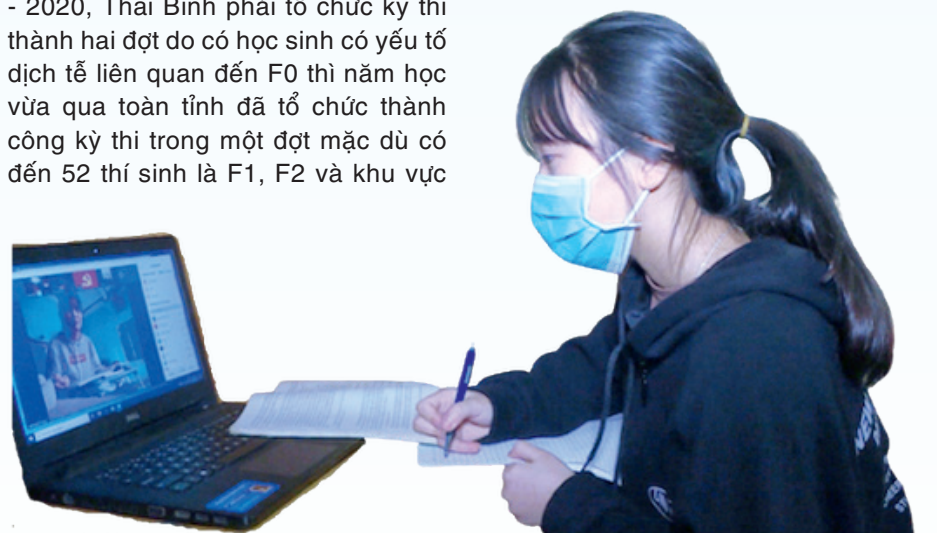 - 2020, Thái Bình phải tổ chức kỳ thi
thành hai đợt do có học sinh có yếu tố
dịch tễ liên quan đến F0 thì năm học
vừa qua toàn tỉnh đã tổ chức thành
công kỳ thi trong một đợt mặc dù có
đến 52 thí sinh là F1, F2 và khu vực
DELL